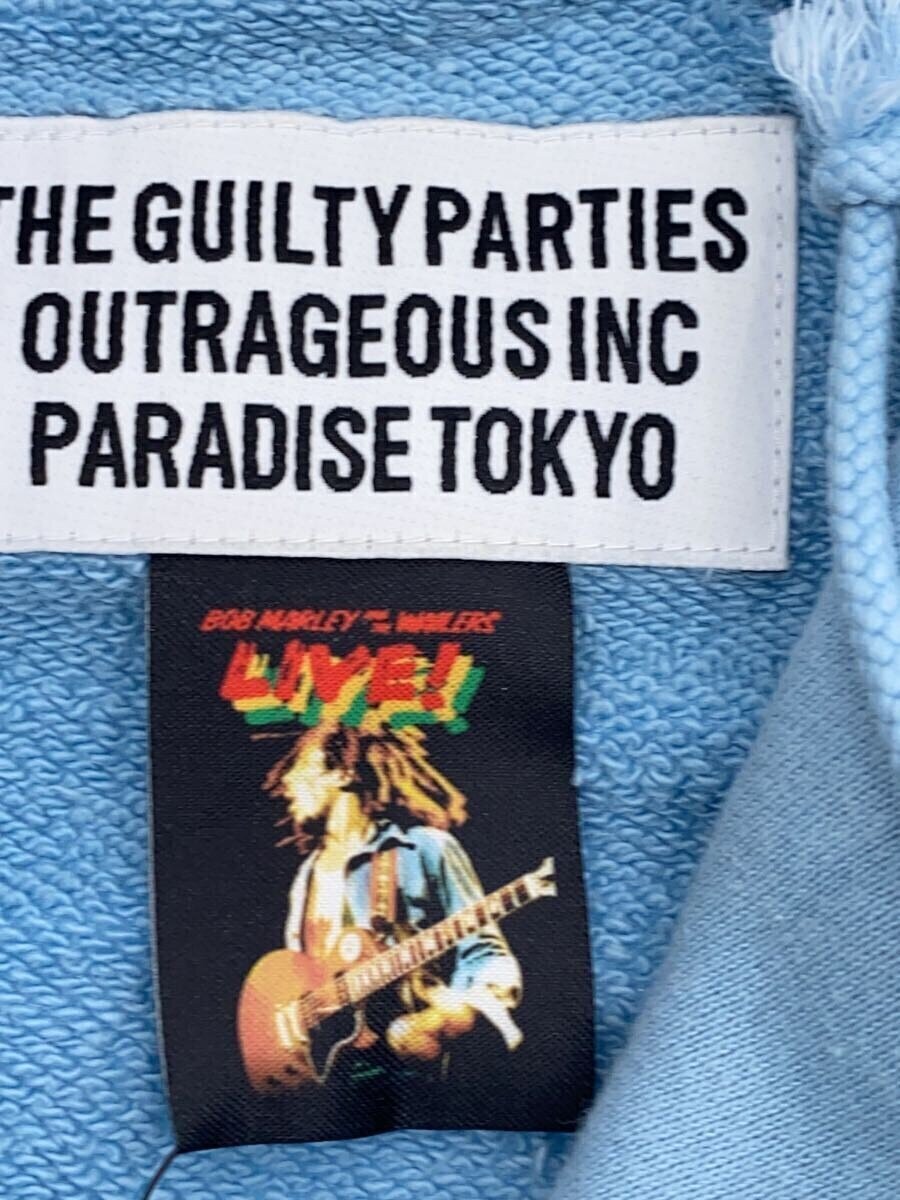 THE GUILTY PARTIES
OUTRAGEOUS INC
PARADISE TOKYO
BOB MARLEY AND THE WAILERS
LIVE!